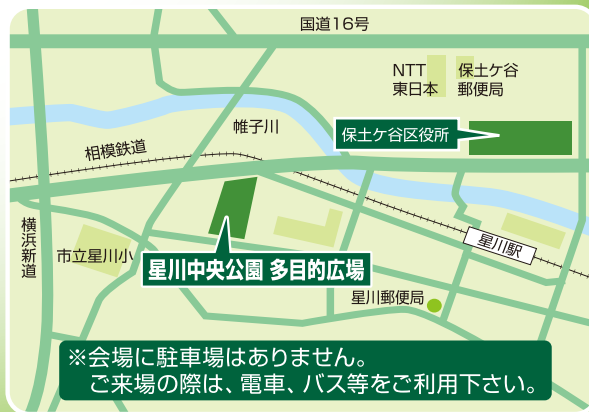 国道16号
NTT
東日本
保土ケ谷
郵便局
帷子川
保土ケ谷区役所
相模鉄道
横浜新道
市立星川小
星川駅
星川中央公園 多目的広場
星川郵便局
※会場に駐車場はありません。
ご来場の際は、電車、バス等をご利用下さい。